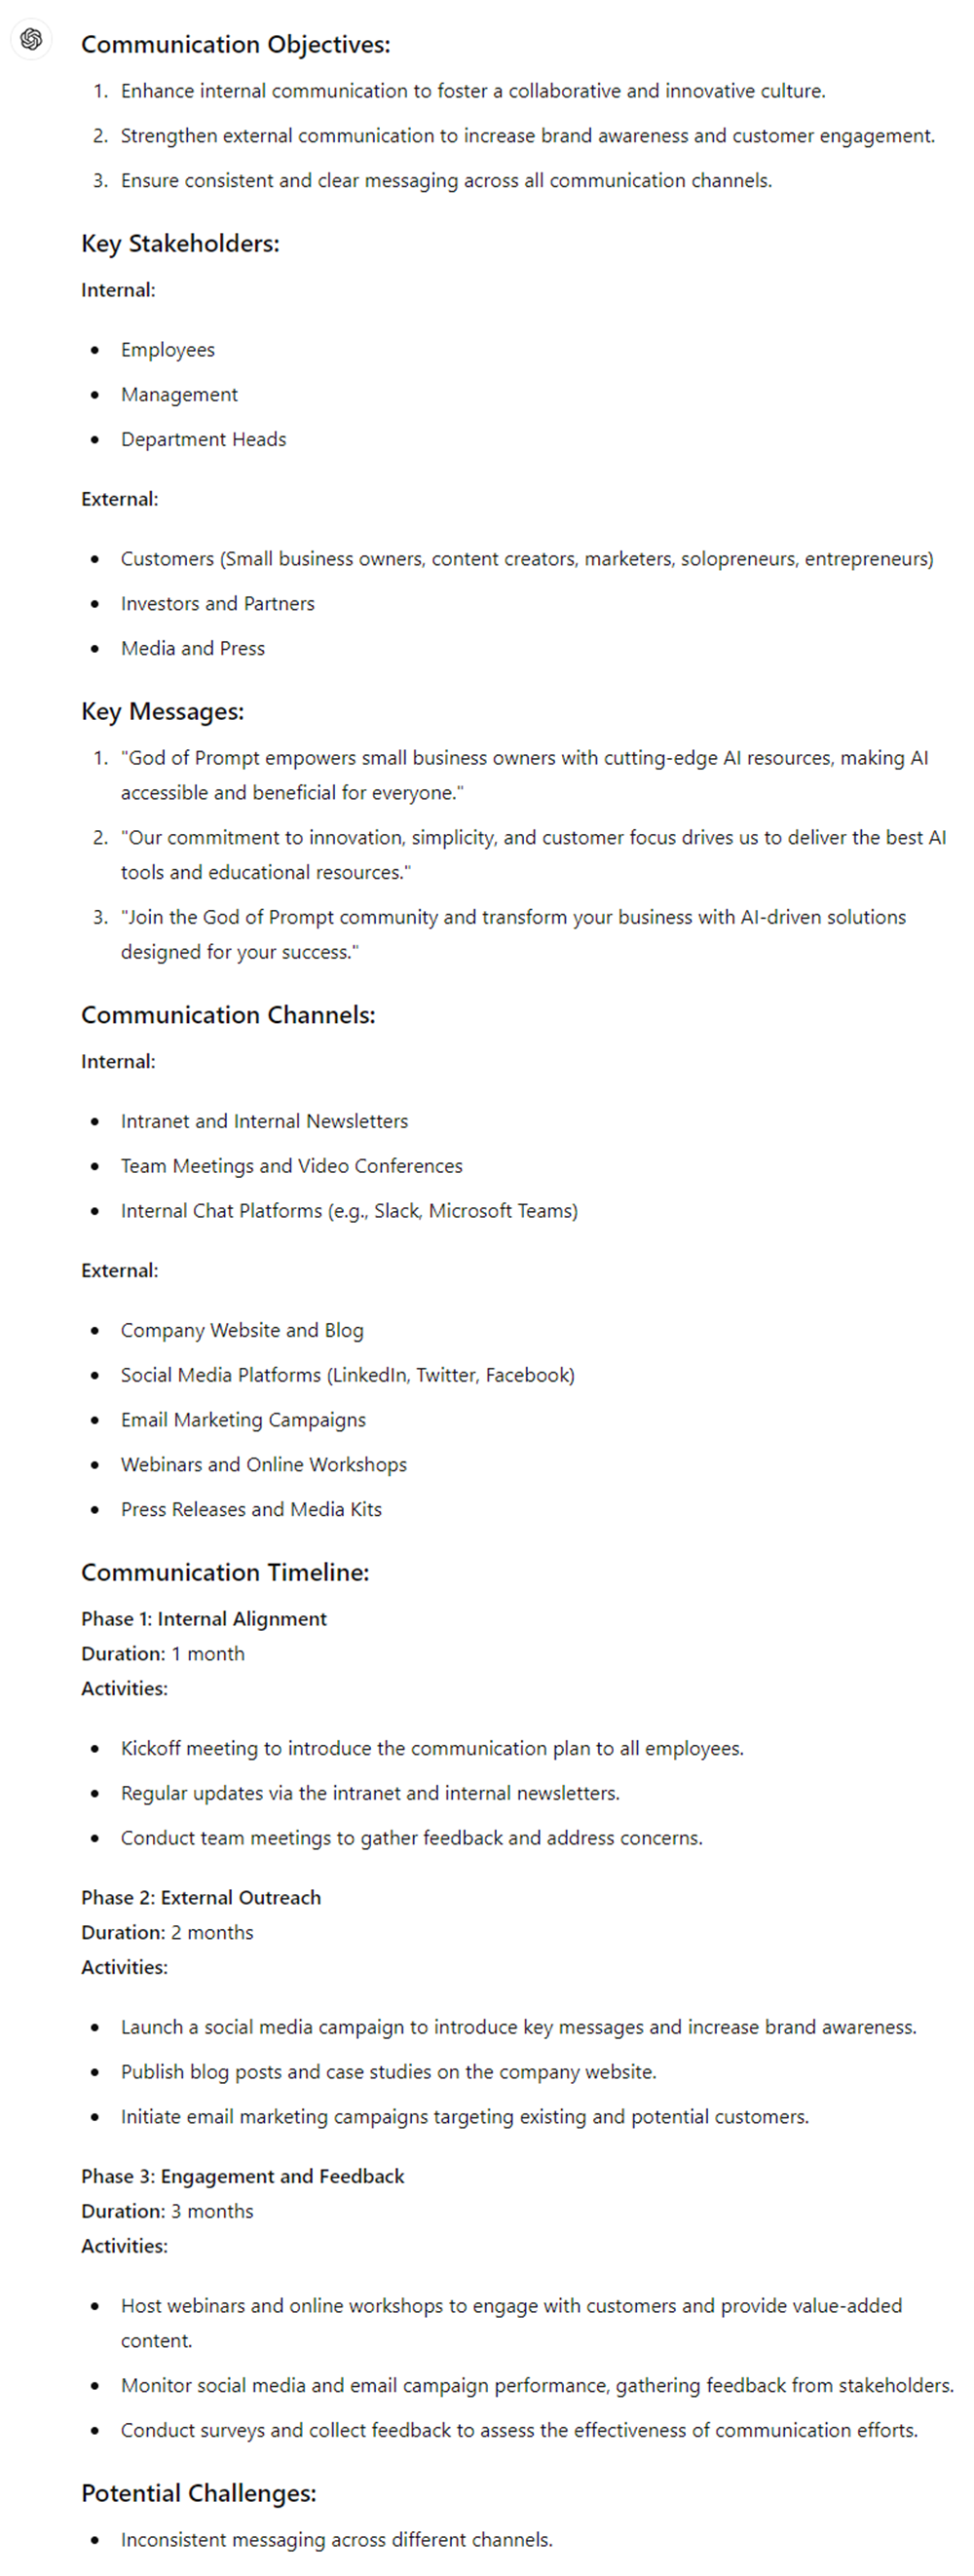 Communication Objectives:
1. Enhance internal communication to foster a collaborative and innovative culture.
2. Strengthen external communication to increase brand awareness and customer engagement.
3. Ensure consistent and clear messaging across all communication channels.
Key Stakeholders:
Internal:
• Employees
• Management
• Department Heads
External:
• Customers (Small business owners, content creators, marketers, solopreneurs, entrepreneurs)
• Investors and Partners
• Media and Press
Key Messages:
1. "God of Prompt empowers small business owners with cutting-edge AI resources, making AI
accessible and beneficial for everyone."
2. "Our commitment to innovation, simplicity, and customer focus drives us to deliver the best AI
tools and educational resources."
3. "Join the God of Prompt community and transform your business with AI-driven solutions
designed for your success."
Communication Channels:
Internal:
• Intranet and Internal Newsletters
• Team Meetings and Video Conferences
• Internal Chat Platforms (e.g., Slack, Microsoft Teams)
External:
• Company Website and Blog
• Social Media Platforms (LinkedIn, Twitter, Facebook)
• Email Marketing Campaigns
• Webinars and Online Workshops
• Press Releases and Media Kits
Communication Timeline:
Phase 1: Internal Alignment
Duration: 1 month
Activities:
• Kickoff meeting to introduce the communication plan to all employees.
• Regular updates via the intranet and internal newsletters.
• Conduct team meetings to gather feedback and address concerns.
Phase 2: External Outreach
Duration: 2 months
Activities:
• Launch a social media campaign to introduce key messages and increase brand awareness.
• Publish blog posts and case studies on the company website.
• Initiate email marketing campaigns targeting existing and potential customers.
Phase 3: Engagement and Feedback
Duration: 3 months
Activities:
• Host webinars and online workshops to engage with customers and provide value-added
content.
• Monitor social media and email campaign performance, gathering feedback from stakeholders.
• Conduct surveys and collect feedback to assess the effectiveness of communication efforts.
Potential Challenges:
• Inconsistent messaging across different channels.